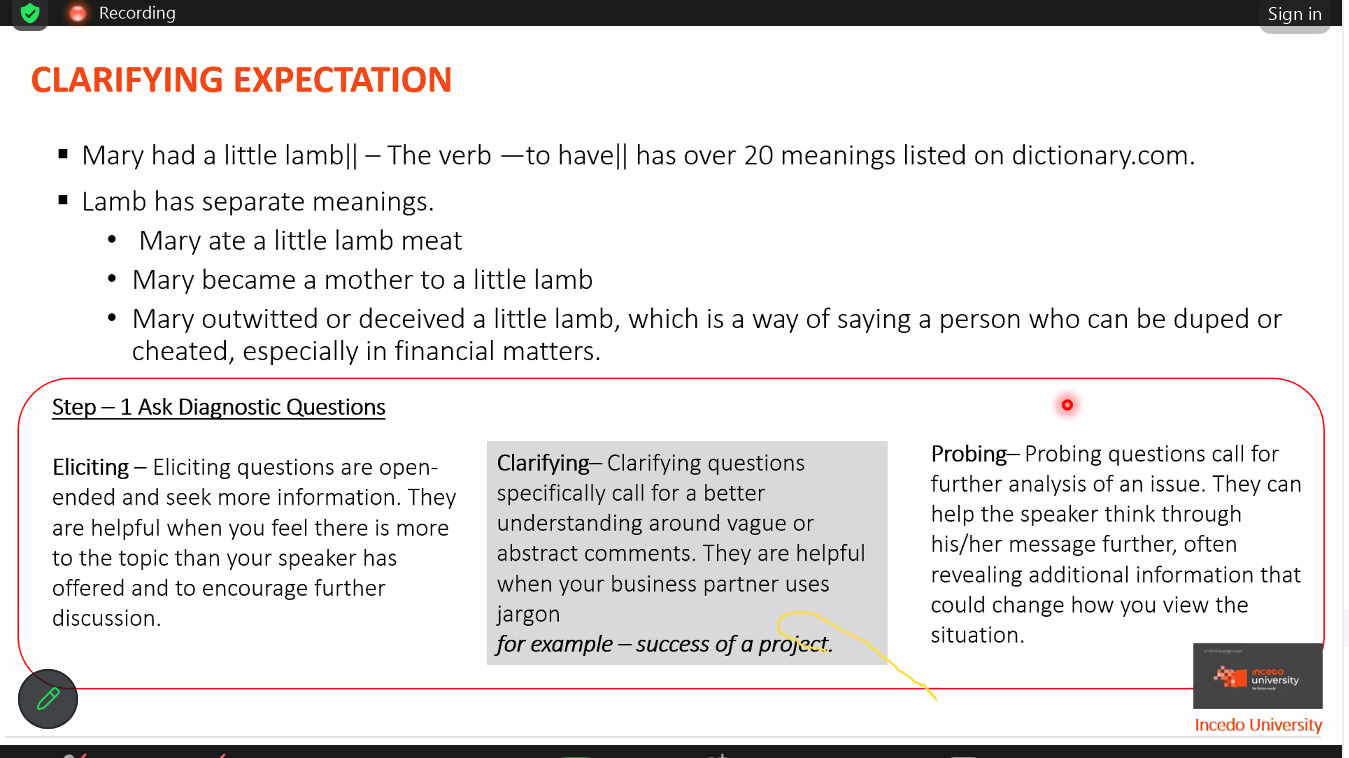 Recording
Sign in
CLARIFYING EXPECTATION
▪ Mary had a little lamb|| – The verb —to have|| has over 20 meanings listed on dictionary.com.
▪ Lamb has separate meanings.
• Mary ate a little lamb meat
• Mary became a mother to a little lamb
• Mary outwitted or deceived a little lamb, which is a way of saying a person who can be duped or
cheated, especially in financial matters.
Step – 1 Ask Diagnostic Questions
Eliciting – Eliciting questions are open-
ended and seek more information. They
are helpful when you feel there is more
to the topic than your speaker has
offered and to encourage further
discussion.
Clarifying– Clarifying questions
specifically call for a better
understanding around vague or
abstract comments. They are helpful
when your business partner uses
jargon
for example – success of a project.
Probing– Probing questions call for
further analysis of an issue. They can
help the speaker think through
his/her message further, often
revealing additional information that
could change how you view the
situation.
incedo
university
Incedo University